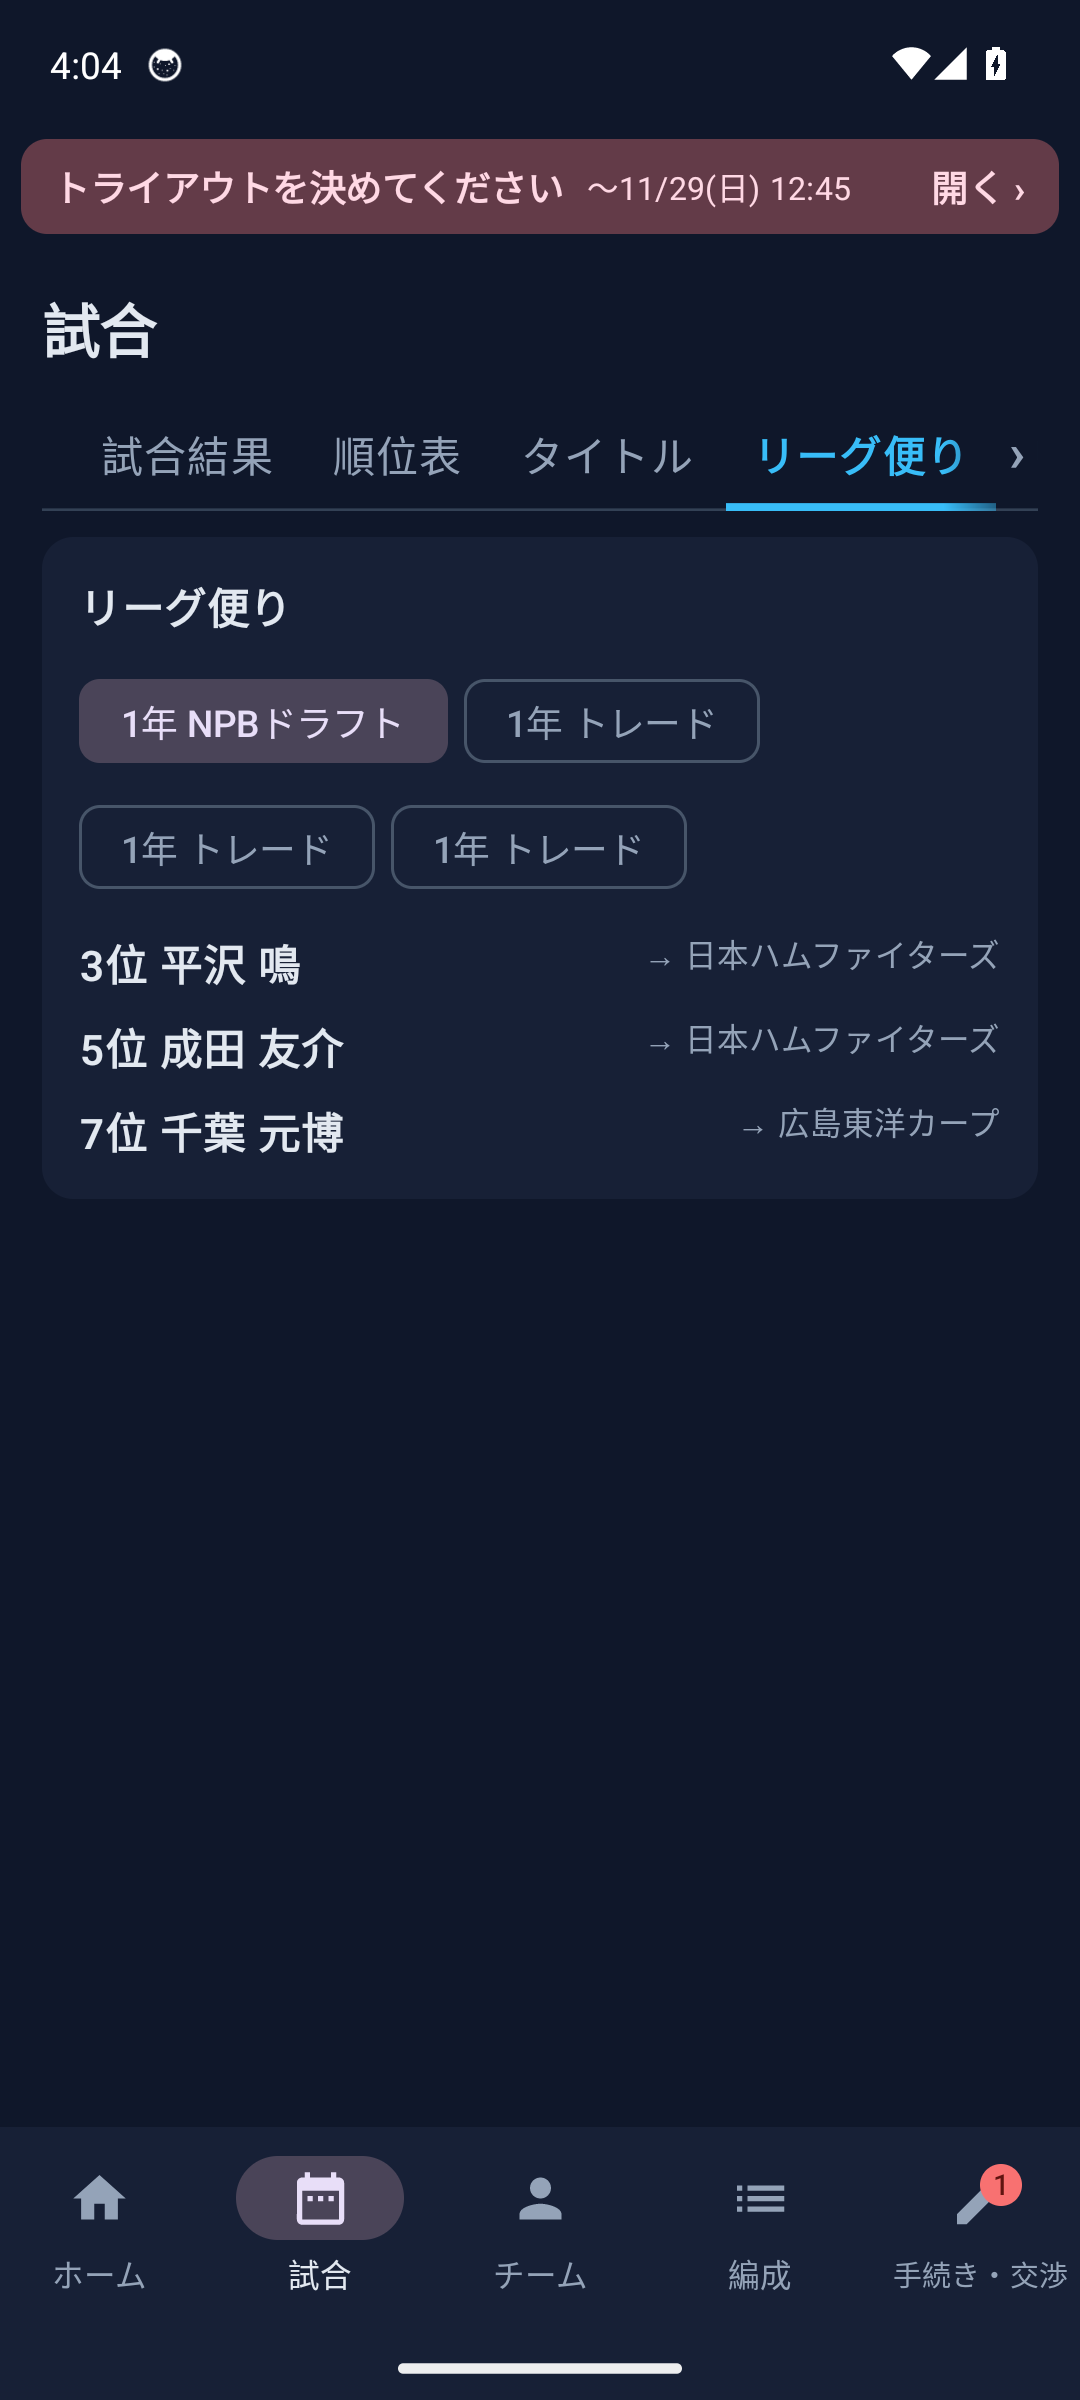 4:04
トライアウトを決めてください ～11/29(日) 12:45 開く ›
試合
試合結果 順位表 タイトル リーグ便り ›
リーグ便り
1年 NPBドラフト 1年 トレード
1年 トレード 1年 トレード
3位 平沢 鳴 → 日本ハムファイターズ
5位 成田 友介 → 日本ハムファイターズ
7位 千葉 元博 → 広島東洋カープ
1
ホーム 試合 チーム 編成 手続き・交渉